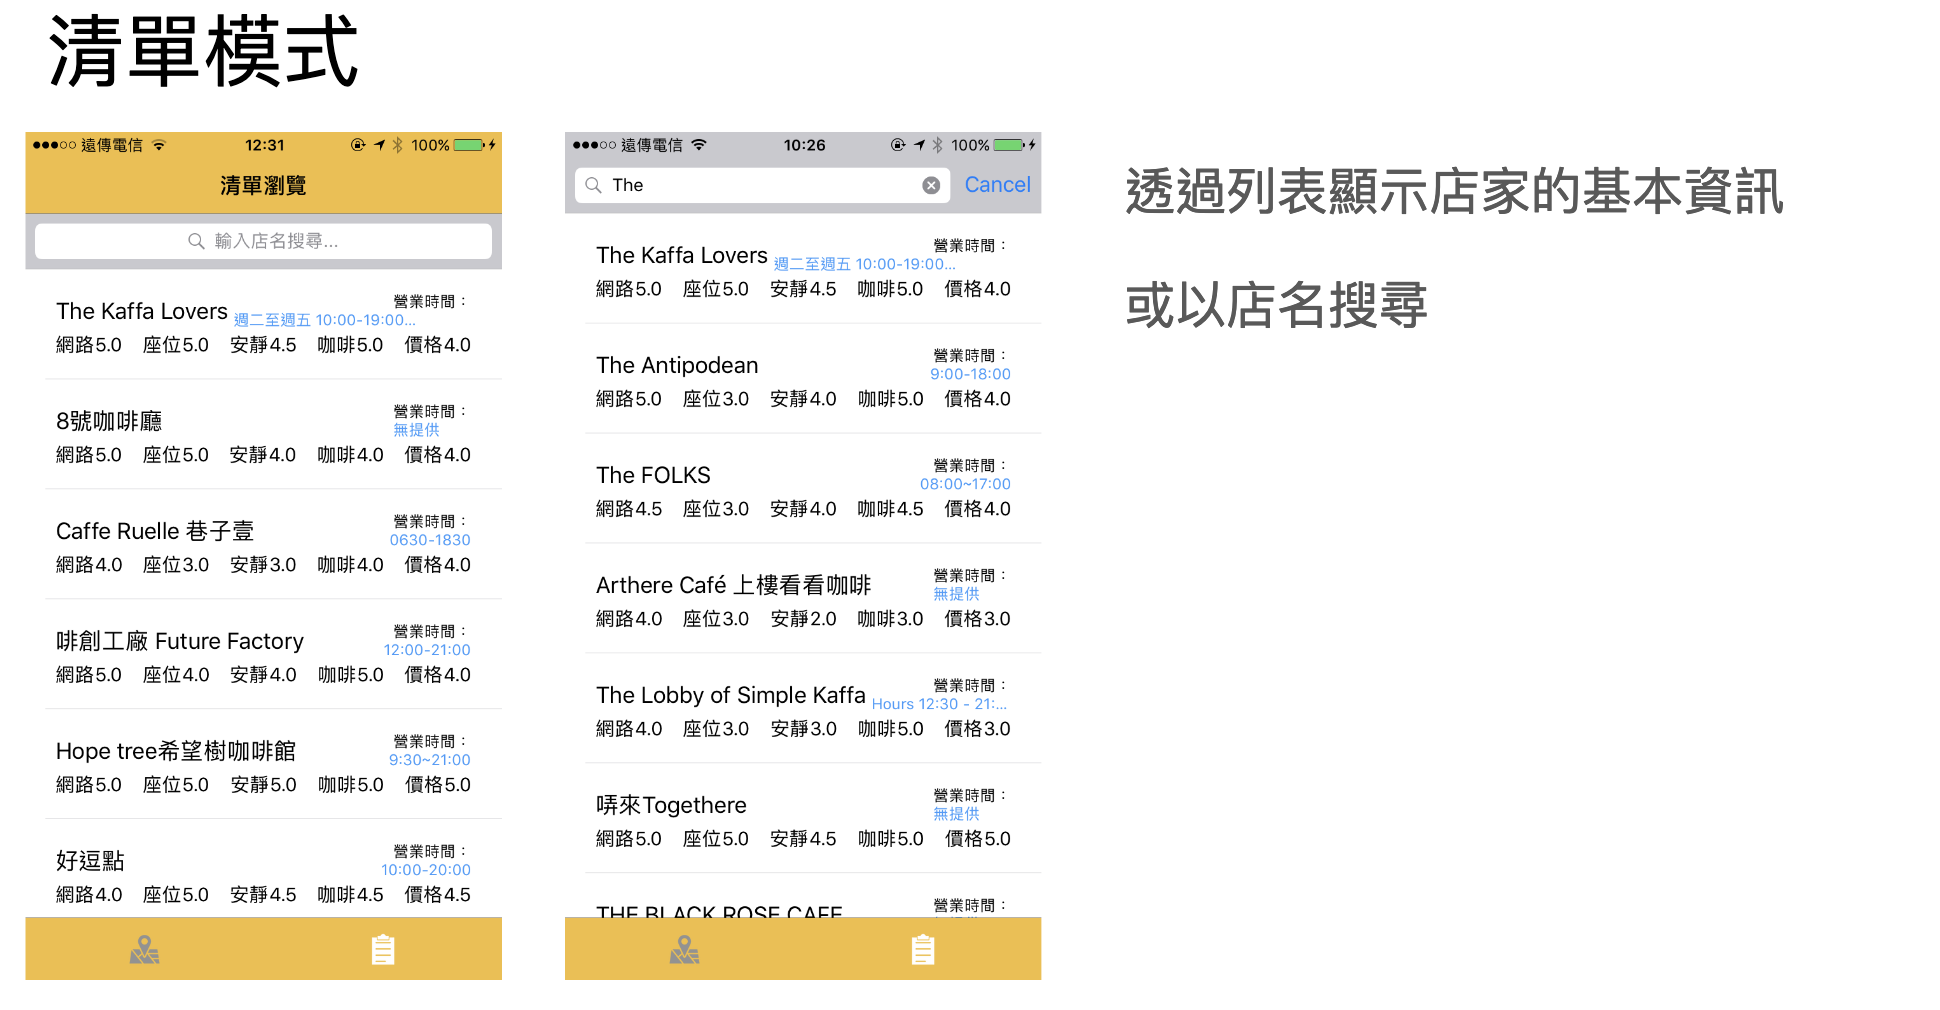 清單模式
遠傳電信 12:31 100%
清單瀏覽
輸入店名搜尋...
The Kaffa Lovers 營業時間：
週二至週五 10:00-19:00...
網路5.0 座位5.0 安靜4.5 咖啡5.0 價格4.0
8號咖啡廳 營業時間：
無提供
網路5.0 座位5.0 安靜4.0 咖啡4.0 價格4.0
Caffe Ruelle 巷子壹 營業時間：
0630-1830
網路4.0 座位3.0 安靜3.0 咖啡4.0 價格4.0
啡創工廠 Future Factory 營業時間：
12:00-21:00
網路5.0 座位4.0 安靜4.0 咖啡5.0 價格4.0
Hope tree希望樹咖啡館 營業時間：
9:30~21:00
網路5.0 座位5.0 安靜5.0 咖啡5.0 價格5.0
好逗點 營業時間：
10:00-20:00
網路4.0 座位5.0 安靜4.5 咖啡4.5 價格4.5
遠傳電信 10:26 100%
The Cancel
The Kaffa Lovers 營業時間：
週二至週五 10:00-19:00...
網路5.0 座位5.0 安靜4.5 咖啡5.0 價格4.0
The Antipodean 營業時間：
9:00-18:00
網路5.0 座位3.0 安靜4.0 咖啡5.0 價格4.0
The FOLKS 營業時間：
08:00~17:00
網路4.5 座位3.0 安靜4.0 咖啡4.5 價格4.0
Arthere Café 上樓看看咖啡 營業時間：
無提供
網路4.0 座位3.0 安靜2.0 咖啡3.0 價格3.0
The Lobby of Simple Kaffa 營業時間：
Hours 12:30 - 21:...
網路4.0 座位3.0 安靜3.0 咖啡5.0 價格3.0
弄來Togethere 營業時間：
無提供
網路5.0 座位5.0 安靜4.5 咖啡5.0 價格5.0
THE BLACK ROSE CAFE 營業時間：
透過列表顯示店家的基本資訊
或以店名搜尋